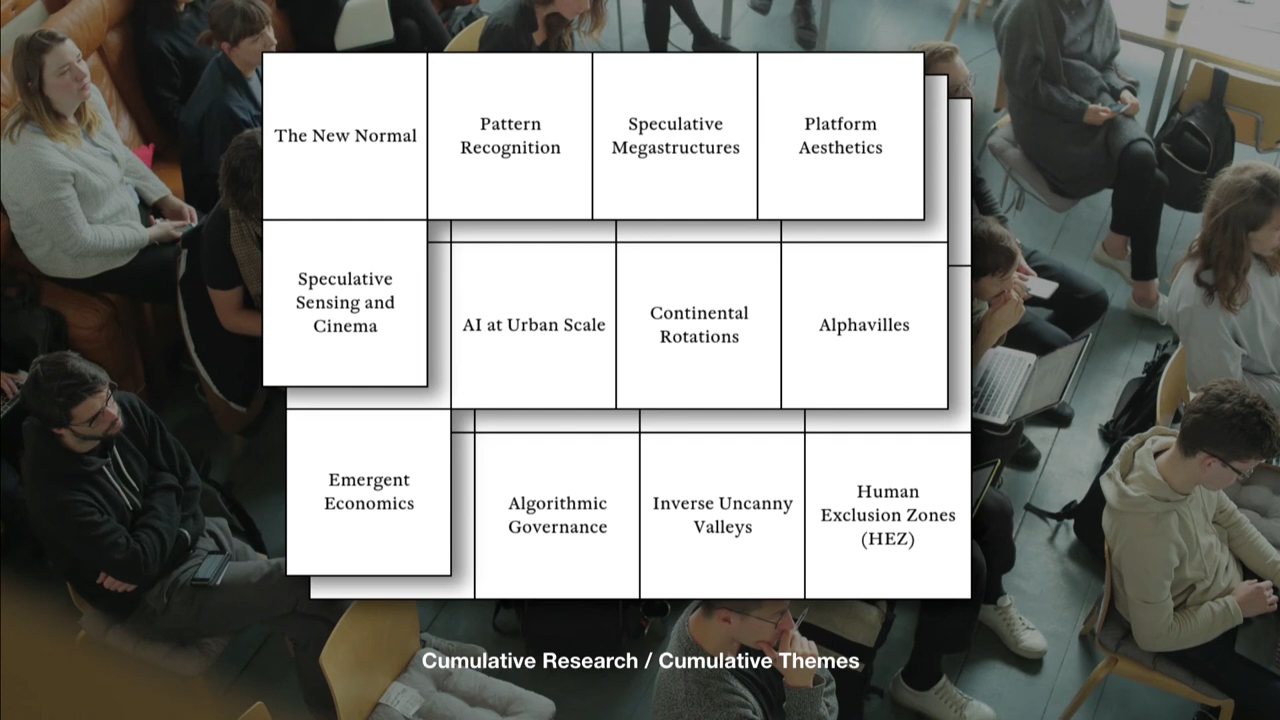 The New Normal
Pattern
Recognition
Speculative
Megastructures
Platform
Aesthetics
Speculative
Sensing and
Cinema
AI at Urban Scale
Continental
Rotations
Alphavilles
Emergent
Economics
Algorithmic
Governance
Inverse Uncanny
Valleys
Human
Exclusion Zones
(HEZ)
Cumulative Research / Cumulative Themes